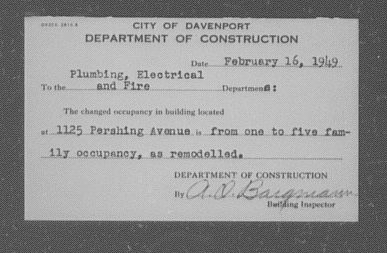 CITY OF DAVENPORT
DEPARTMENT OF CONSTRUCTION
Date February 16, 1949
Plumbing, Electrical
To the and Fire Departments:
The changed occupancy in building located
at 1125 Pershing Avenue is from one to five fam-
ily occupancy, as remodelled.
DEPARTMENT OF CONSTRUCTION
By A. O. Bargmann
Building Inspector